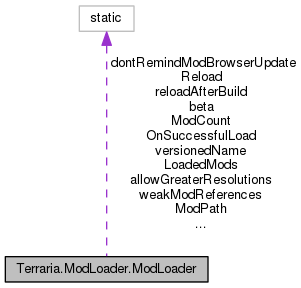 static
dontRemindModBrowserUpdate
Reload
reloadAfterBuild
beta
ModCount
OnSuccessfulLoad
versionedName
LoadedMods
allowGreaterResolutions
weakModReferences
ModPath
...
Terraria.ModLoader.ModLoader